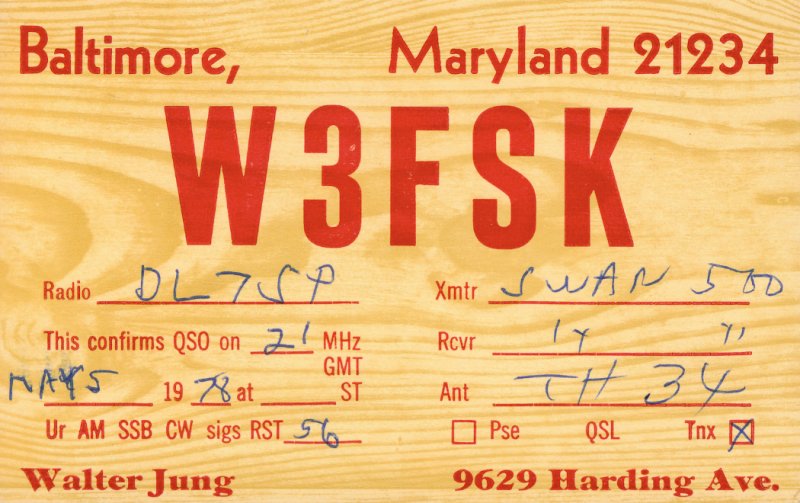 Baltimore, Maryland 21234
W3FSK
Radio DL7SP Xmtr SWAN 500
This confirms QSO on 21 MHz Rcvr " "
GMT
MAY 5 19 78 at ST Ant TH 34
Ur AM SSB CW sigs RST 56 Pse QSL Tnx X
Walter Jung 9629 Harding Ave.